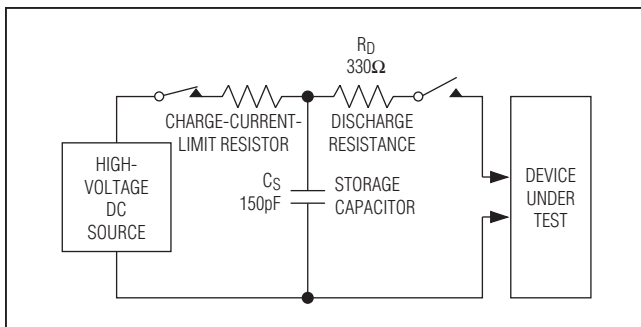 R_D
330Ω
CHARGE-CURRENT-
LIMIT RESISTOR
DISCHARGE
RESISTANCE
HIGH-
VOLTAGE
DC
SOURCE
C_S
150pF
STORAGE
CAPACITOR
DEVICE
UNDER
TEST